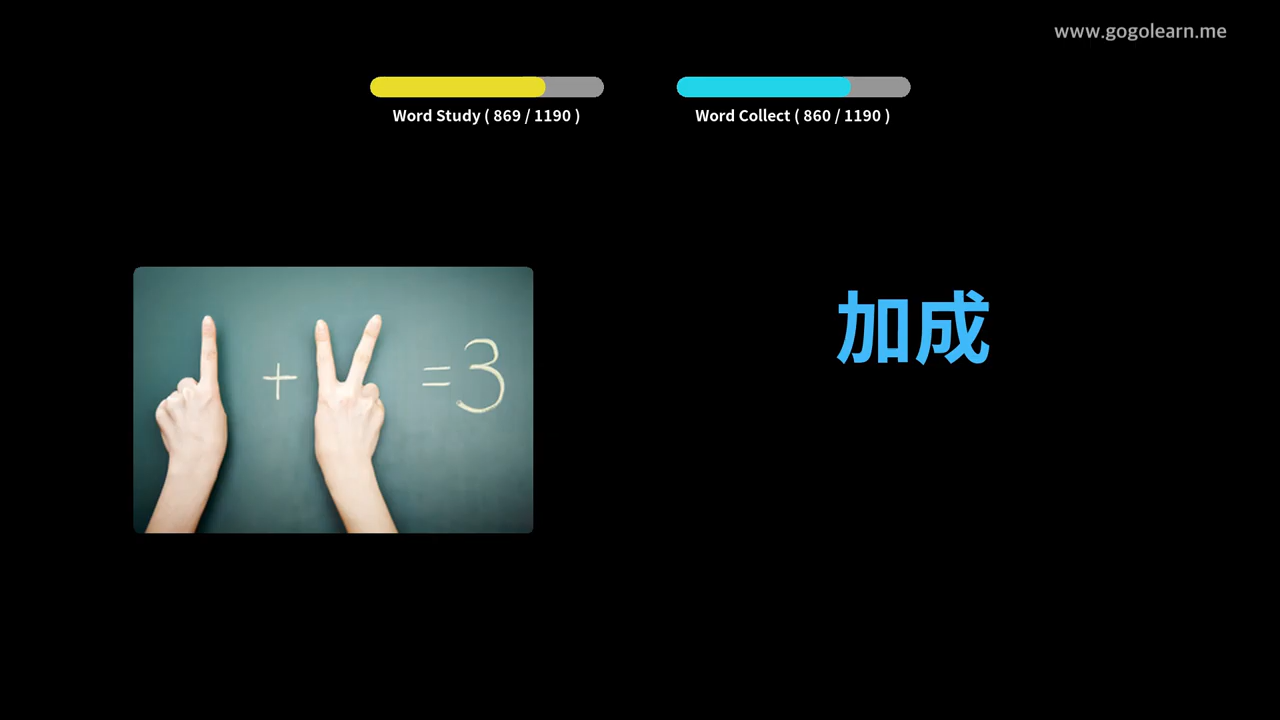 www.gogolearn.me
Word Study ( 869 / 1190 )
Word Collect ( 860 / 1190 )
+ =3
加成